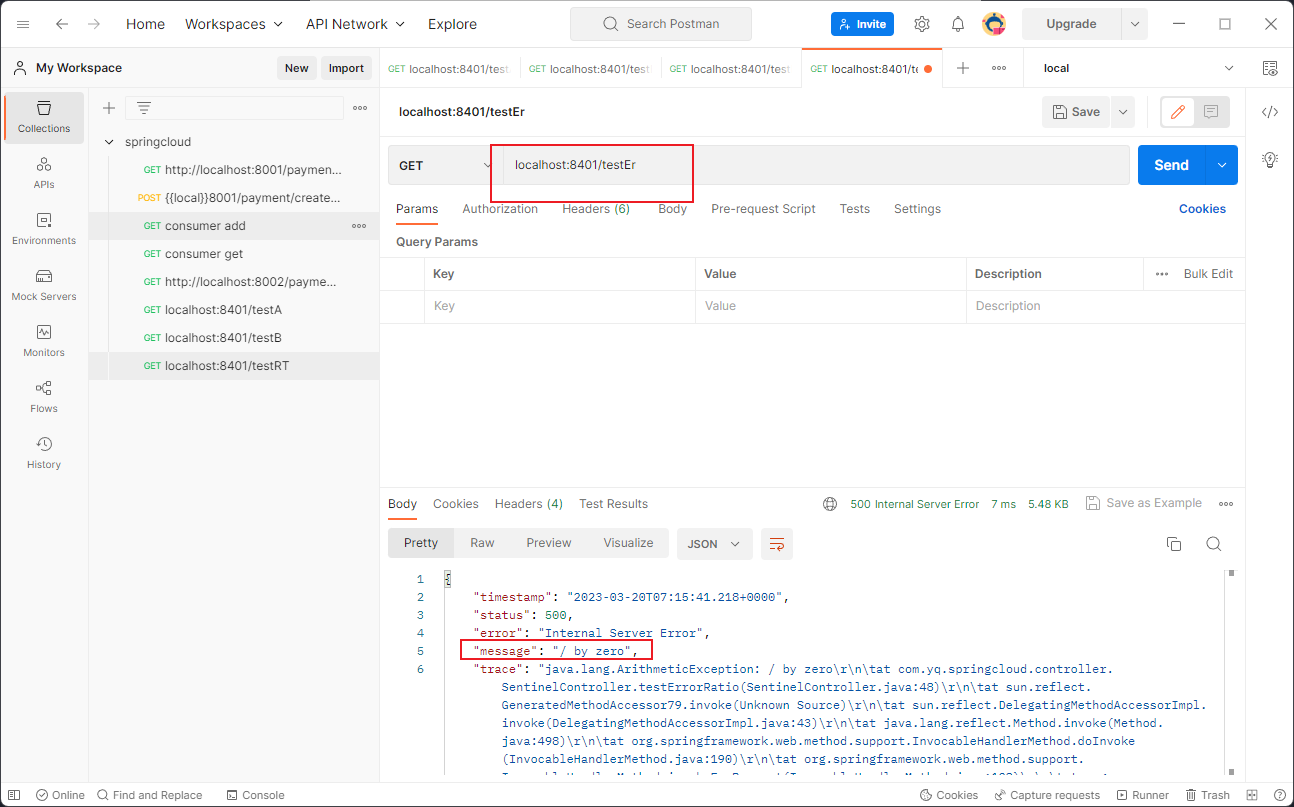 Home Workspaces API Network Explore Search Postman Invite Upgrade
My Workspace New Import GET localhost:8401/test GET localhost:8401/test GET localhost:8401/test GET localhost:8401/te local
Collections
APIs
Environments
Mock Servers
Monitors
Flows
History
springcloud
GET http://localhost:8001/paymen...
POST {{local}}8001/payment/create...
GET consumer add
GET consumer get
GET http://localhost:8002/payme...
GET localhost:8401/testA
GET localhost:8401/testB
GET localhost:8401/testRT
localhost:8401/testEr Save
GET localhost:8401/testEr Send
Params Authorization Headers (6) Body Pre-request Script Tests Settings Cookies
Query Params
Key Value Description Bulk Edit
Key Value Description
Body Cookies Headers (4) Test Results 500 Internal Server Error 7 ms 5.48 KB Save as Example
Pretty Raw Preview Visualize JSON
1 {
2 "timestamp": "2023-03-20T07:15:41.218+0000",
3 "status": 500,
4 "error": "Internal Server Error",
5 "message": "/ by zero",
6 "trace": "java.lang.ArithmeticException: / by zero\r\n\tat com.yq.springcloud.controller.
SentinelController.testErrorRatio(SentinelController.java:48)\r\n\tat sun.reflect.
GeneratedMethodAccessor79.invoke(Unknown Source)\r\n\tat sun.reflect.DelegatingMethodAccessorImpl.
invoke(DelegatingMethodAccessorImpl.java:43)\r\n\tat java.lang.reflect.Method.invoke(Method.
java:498)\r\n\tat org.springframework.web.method.support.InvocableHandlerMethod.doInvoke
(InvocableHandlerMethod.java:190)\r\n\tat org.springframework.web.method.support.
Online Find and Replace Console Cookies Capture requests Runner Trash